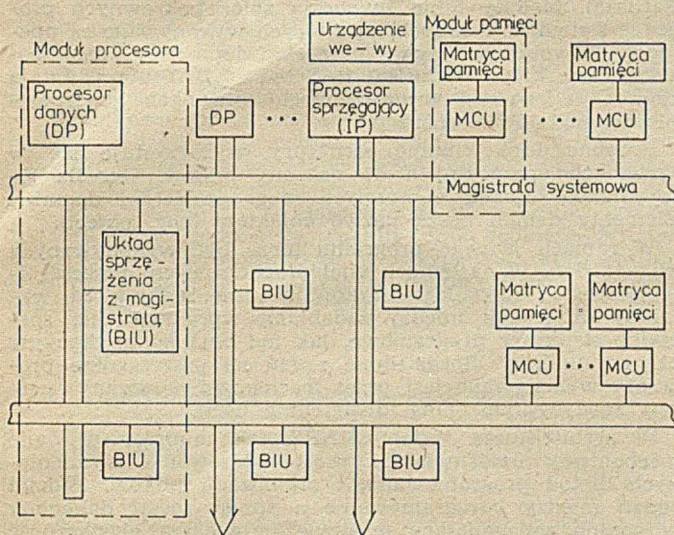 Moduł procesora
Procesor
danych
(DP)
DP
Urządzenie
we-wy
Procesor
sprzęgający
(IP)
Moduł pamięci
Matryca
pamięci
MCU
Matryca
pamięci
MCU
Magistrala systemowa
Układ
sprzę-
żenia
z magi-
stralą
(BIU)
BIU
BIU
Matryca
pamięci
Matryca
pamięci
MCU
MCU
BIU
BIU
BIU